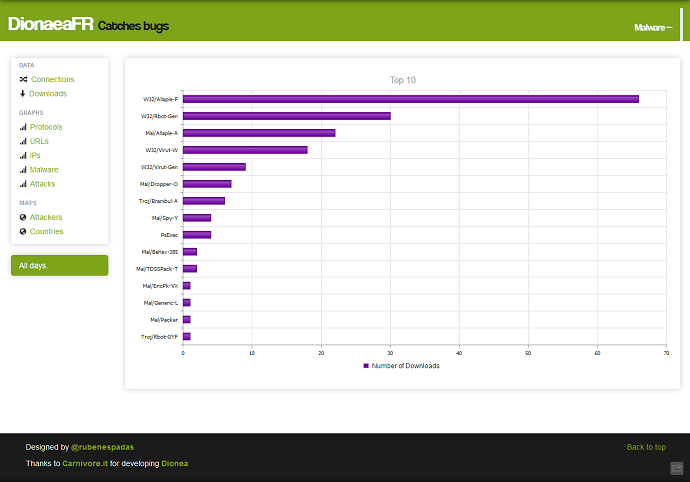 DionaeaFR Catches bugs
Malware –
DATA
Connections
Downloads
GRAPHS
Protocols
URLs
IPs
Malware
Attacks
MAPS
Attackers
Countries
All days.
Top 10
W32/Allaple-F
W32/Rbot-Gen
Mal/Allaple-A
W32/Virut-W
W32/Virut-Gen
Mal/Dropper-O
Troj/Brambul-A
Mal/Spy-Y
PsExec
Mal/Behav-285
Mal/TDSSPack-T
Mal/EncPk-VX
Mal/Generic-L
Mal/Packer
Troj/Rbot-GYF
0 10 20 30 40 50 60 70
Number of Downloads
Designed by @rubenespadas
Back to top
Thanks to Carnivore.it for developing Dionea